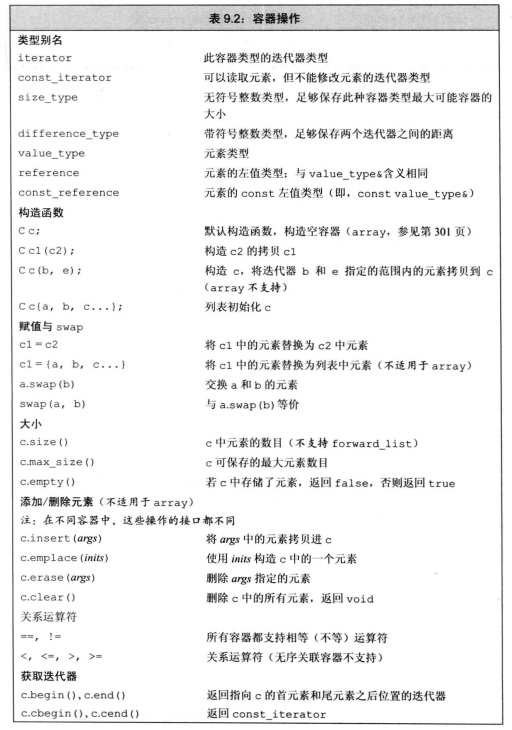 表 9.2：容器操作
类型别名
iterator 此容器类型的迭代器类型
const_iterator 可以读取元素，但不能修改元素的迭代器类型
size_type 无符号整数类型，足够保存此种容器类型最大可能容器的
大小
difference_type 带符号整数类型，足够保存两个迭代器之间的距离
value_type 元素类型
reference 元素的左值类型；与 value_type&含义相同
const_reference 元素的 const 左值类型（即，const value_type&）
构造函数
C c; 默认构造函数，构造空容器（array，参见第 301 页）
C c1(c2); 构造 c2 的拷贝 c1
C c(b, e); 构造 c，将迭代器 b 和 e 指定的范围内的元素拷贝到 c
（array 不支持）
C c{a, b, c...}; 列表初始化 c
赋值与 swap
c1 = c2 将 c1 中的元素替换为 c2 中元素
c1 = {a, b, c...} 将 c1 中的元素替换为列表中元素（不适用于 array）
a.swap(b) 交换 a 和 b 的元素
swap(a, b) 与 a.swap(b)等价
大小
c.size() c 中元素的数目（不支持 forward_list）
c.max_size() c 可保存的最大元素数目
c.empty() 若 c 中存储了元素，返回 false，否则返回 true
添加/删除元素（不适用于 array）
注：在不同容器中，这些操作的接口都不同
c.insert(args) 将 args 中的元素拷贝进 c
c.emplace(inits) 使用 inits 构造 c 中的一个元素
c.erase(args) 删除 args 指定的元素
c.clear() 删除 c 中的所有元素，返回 void
关系运算符
==, != 所有容器都支持相等（不等）运算符
<, <=, >, >= 关系运算符（无序关联容器不支持）
获取迭代器
c.begin(),c.end() 返回指向 c 的首元素和尾元素之后位置的迭代器
c.cbegin(),c.cend() 返回 const_iterator